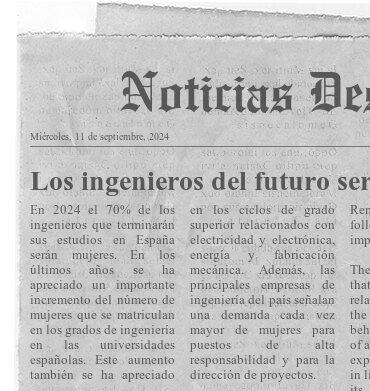 Noticias Des
Miércoles, 11 de septiembre, 2024
Los ingenieros del futuro ser
En 2024 el 70% de los
ingenieros que terminarán
sus estudios en España
serán mujeres. En los
últimos años se ha
apreciado un importante
incremento del número de
mujeres que se matriculan
en los grados de ingeniería
en las universidades
españolas. Este aumento
también se ha apreciado
en los ciclos de grado
superior relacionados con
electricidad y electrónica,
energía y fabricación
mecánica. Además, las
principales empresas de
ingeniería del país señalan
una demanda cada vez
mayor de mujeres para
puestos de alta
responsabilidad y para la
dirección de proyectos.
Ren
follo
imp
The
that
rela
the
beh
of a
exp
in li
its